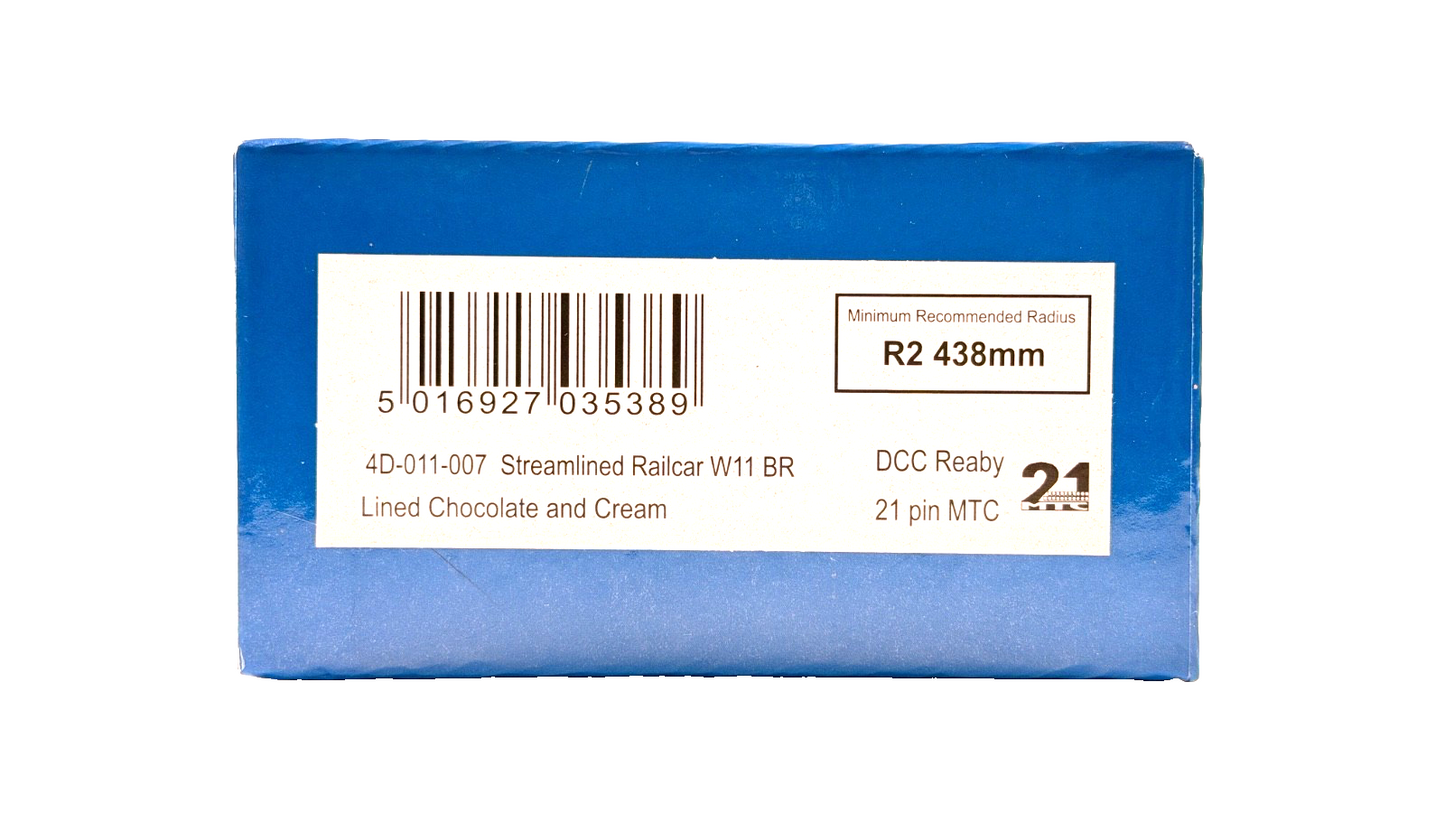 5 016927 035389
Minimum Recommended Radius
R2 438mm
4D-011-007 Streamlined Railcar W11 BR
Lined Chocolate and Cream
DCC Reaby
21 pin MTC
21
MTC